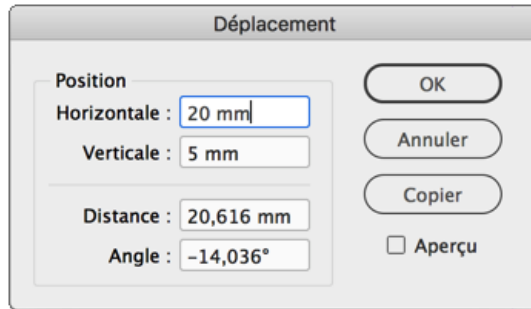 Déplacement
Position
Horizontale : 20 mm
Verticale : 5 mm
Distance : 20,616 mm
Angle : -14,036°
OK
Annuler
Copier
Aperçu